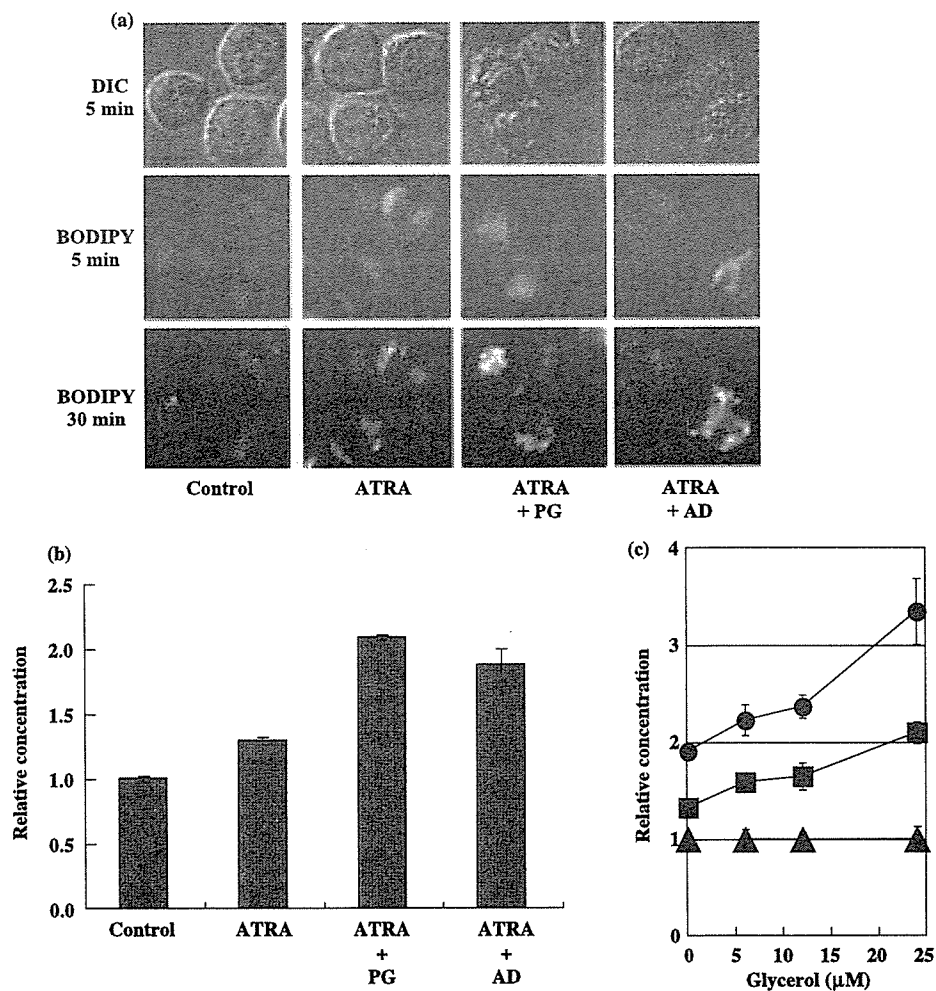 (a)
DIC
5 min
BODIPY
5 min
BODIPY
30 min
Control
ATRA
ATRA
+ PG
ATRA
+ AD
(b)
Relative concentration
2.5
2.0
1.5
1.0
0.5
0.0
Control
ATRA
ATRA
+
PG
ATRA
+
AD
(c)
Relative concentration
4
3
2
1
0
0
5
10
15
20
25
Glycerol (μM)